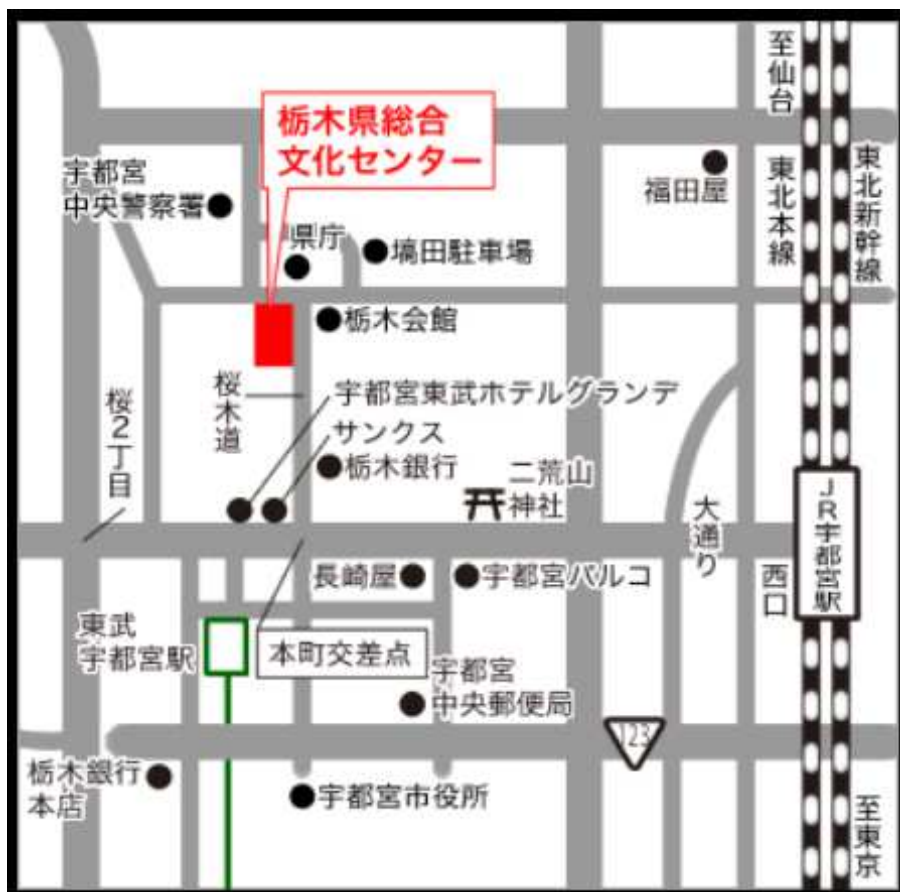 至仙台
栃木県総合
文化センター
東北本線
東北新幹線
福田屋
宇都宮
中央警察署
県庁
塙田駐車場
栃木会館
桜木道
宇都宮東武ホテルグランデ
サンクス
桜2丁目
栃木銀行
二荒山
神社
大通り
JR宇都宮駅
西口
長崎屋
宇都宮パルコ
東武
宇都宮駅
本町交差点
宇都宮
中央郵便局
123
栃木銀行
本店
宇都宮市役所
至東京